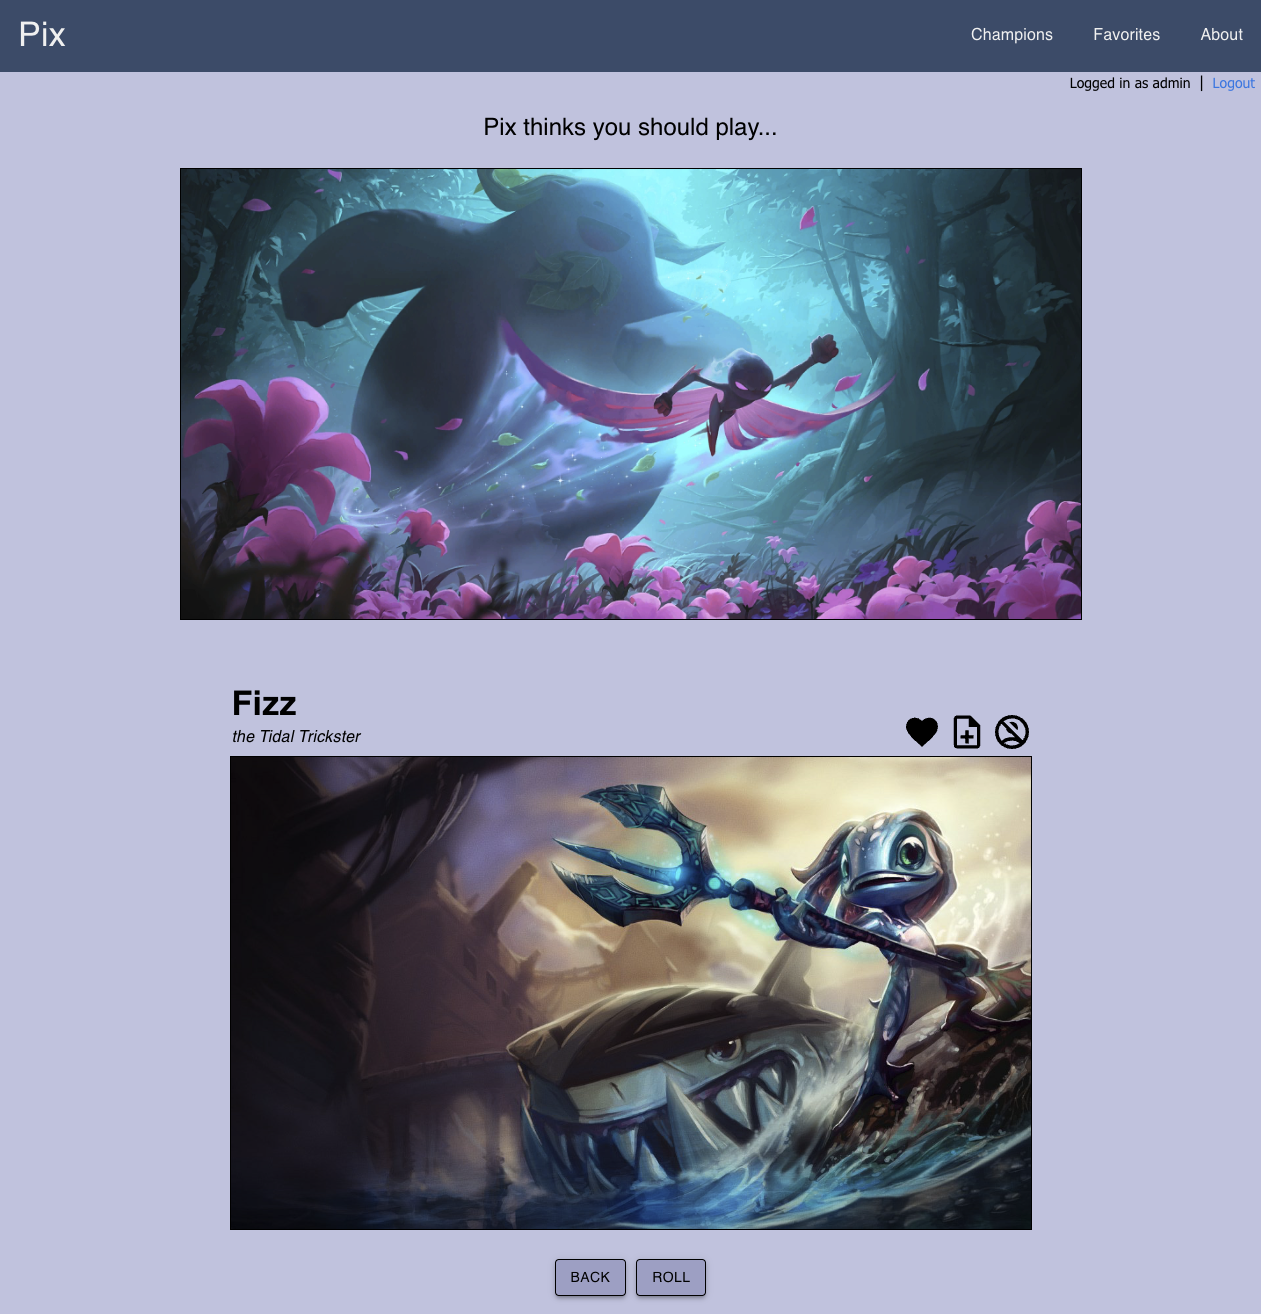 Pix
Champions Favorites About
Logged in as admin | Logout
Pix thinks you should play...
Fizz
the Tidal Trickster
BACK ROLL